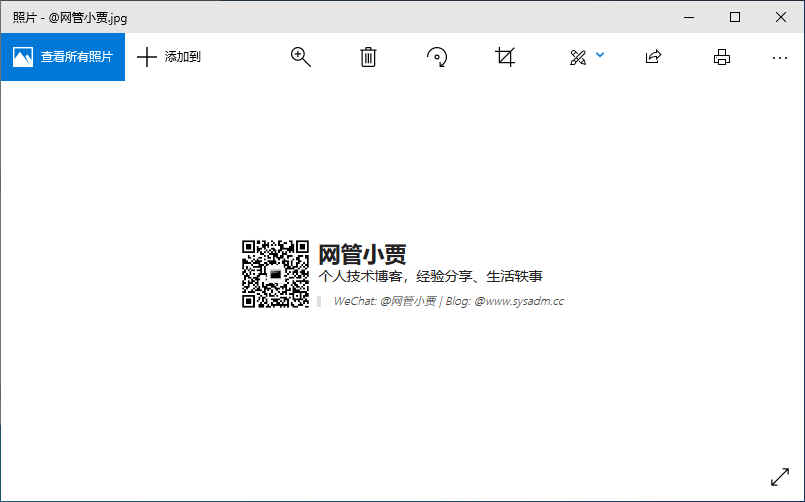 照片 - @网管小贾.jpg
查看所有照片
添加到
网管小贾
个人技术博客，经验分享、生活轶事
WeChat: @网管小贾 | Blog: @www.sysadm.cc